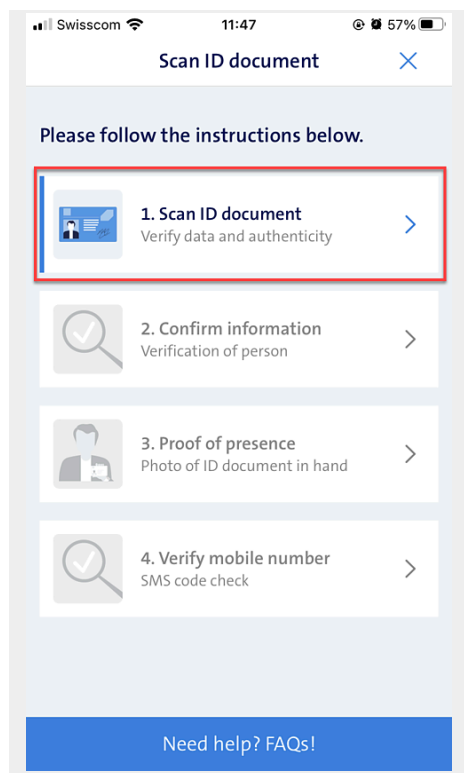 Swisscom 11:47 57%
Scan ID document
Please follow the instructions below.
1. Scan ID document
Verify data and authenticity
2. Confirm information
Verification of person
3. Proof of presence
Photo of ID document in hand
4. Verify mobile number
SMS code check
Need help? FAQs!